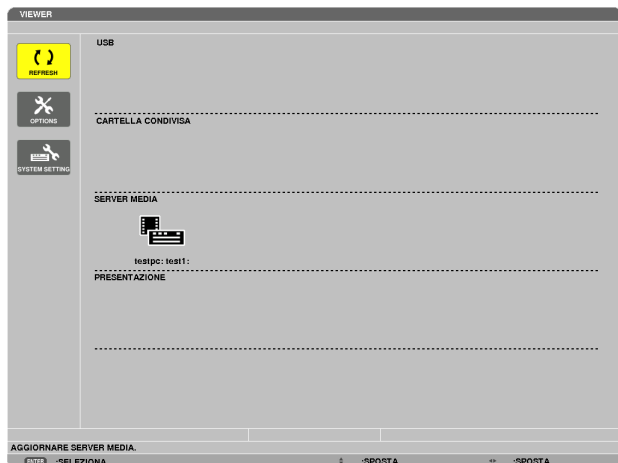 VIEWER
REFRESH
OPTIONS
SYSTEM SETTING
USB
CARTELLA CONDIVISA
SERVER MEDIA
testpc: test1:
PRESENTAZIONE
AGGIORNARE SERVER MEDIA.
ENTER :SELEZIONA :SPOSTA :SPOSTA